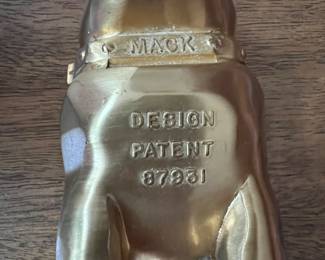 MACK
DESIGN
PATENT
87931